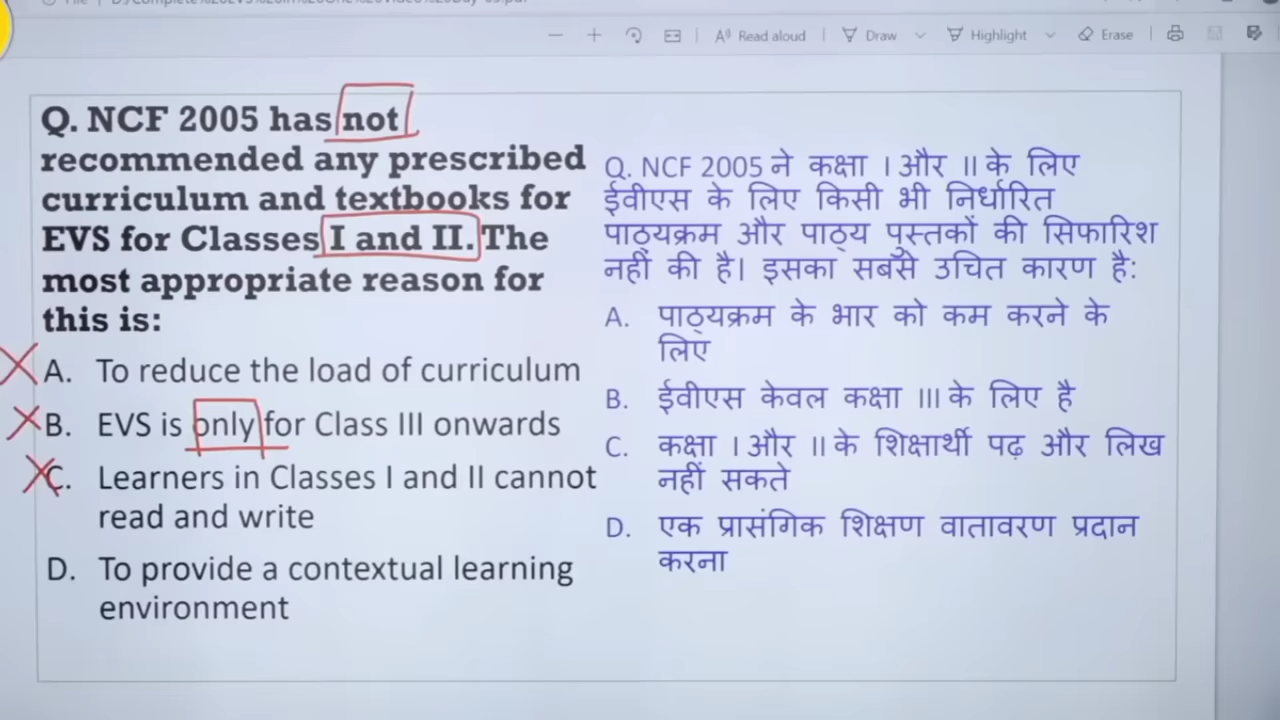 Read aloud
Draw
Highlight
Erase
Q. NCF 2005 has not
recommended any prescribed
curriculum and textbooks for
EVS for Classes I and II. The
most appropriate reason for
this is:
A. To reduce the load of curriculum
B. EVS is only for Class III onwards
C. Learners in Classes I and II cannot
read and write
D. To provide a contextual learning
environment
Q. NCF 2005 ने कक्षा I और II के लिए
ईवीएस के लिए किसी भी निर्धारित
पाठ्यक्रम और पाठ्य पुस्तकों की सिफारिश
नहीं की है। इसका सबसे उचित कारण है:
A. पाठ्यक्रम के भार को कम करने के
लिए
B. ईवीएस केवल कक्षा III के लिए है
C. कक्षा I और II के शिक्षार्थी पढ़ और लिख
नहीं सकते
D. एक प्रासंगिक शिक्षण वातावरण प्रदान
करना